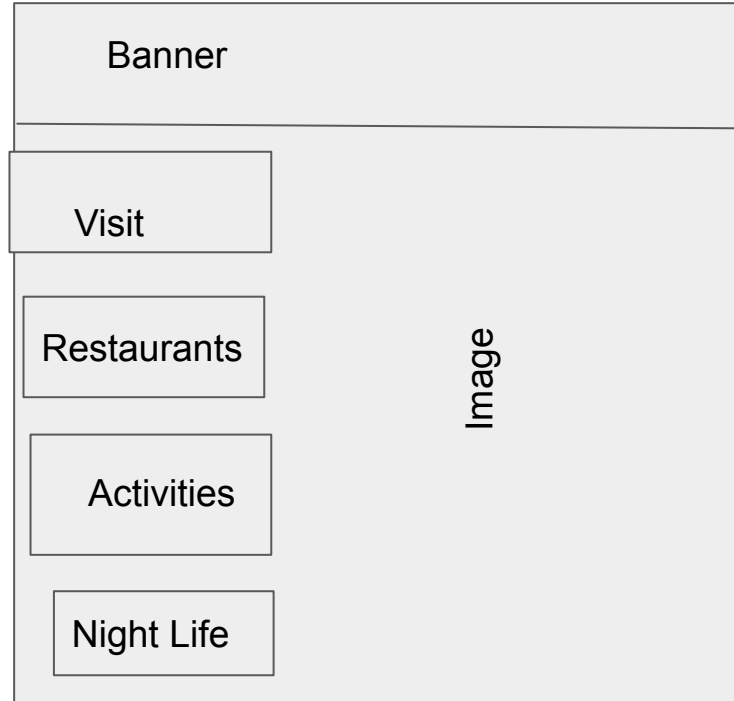 Banner
Visit
Restaurants
Image
Activities
Night Life